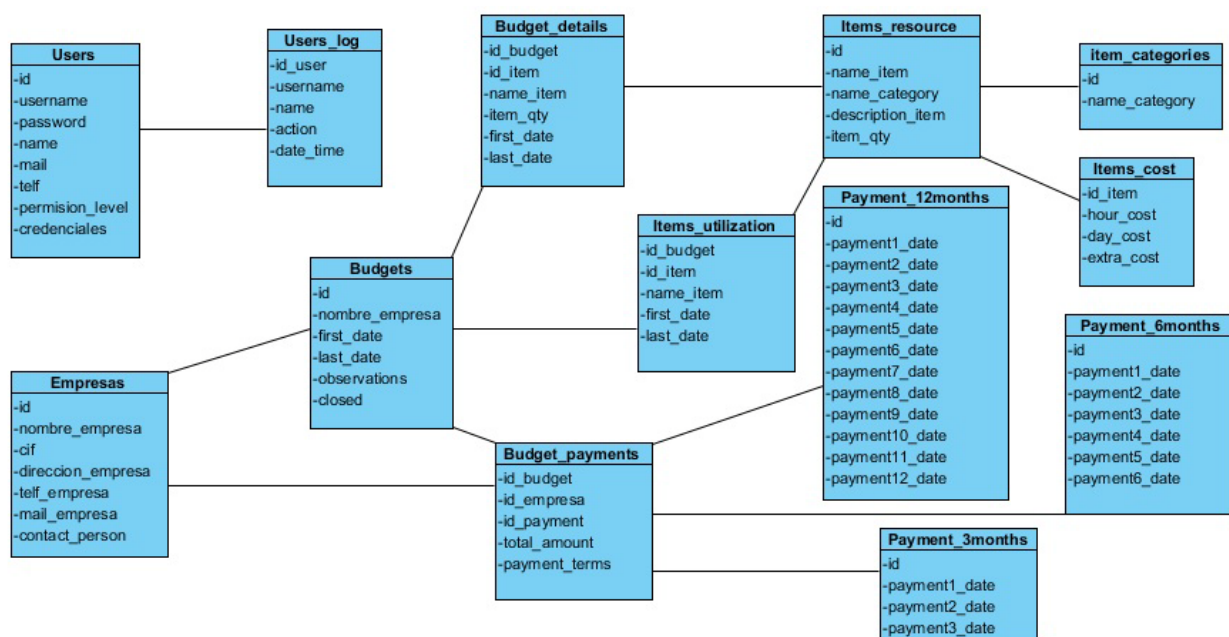 Users
-id
-username
-password
-name
-mail
-telf
-permision_level
-credenciales
Users_log
-id_user
-username
-name
-action
-date_time
Budget_details
-id_budget
-id_item
-name_item
-item_qty
-first_date
-last_date
Items_resource
-id
-name_item
-name_category
-description_item
-item_qty
item_categories
-id
-name_category
Items_cost
-id_item
-hour_cost
-day_cost
-extra_cost
Budgets
-id
-nombre_empresa
-first_date
-last_date
-observations
-closed
Items_utilization
-id_budget
-id_item
-name_item
-first_date
-last_date
Payment_12months
-id
-payment1_date
-payment2_date
-payment3_date
-payment4_date
-payment5_date
-payment6_date
-payment7_date
-payment8_date
-payment9_date
-payment10_date
-payment11_date
-payment12_date
Payment_6months
-id
-payment1_date
-payment2_date
-payment3_date
-payment4_date
-payment5_date
-payment6_date
Empresas
-id
-nombre_empresa
-cif
-direccion_empresa
-telf_empresa
-mail_empresa
-contact_person
Budget_payments
-id_budget
-id_empresa
-id_payment
-total_amount
-payment_terms
Payment_3months
-id
-payment1_date
-payment2_date
-payment3_date